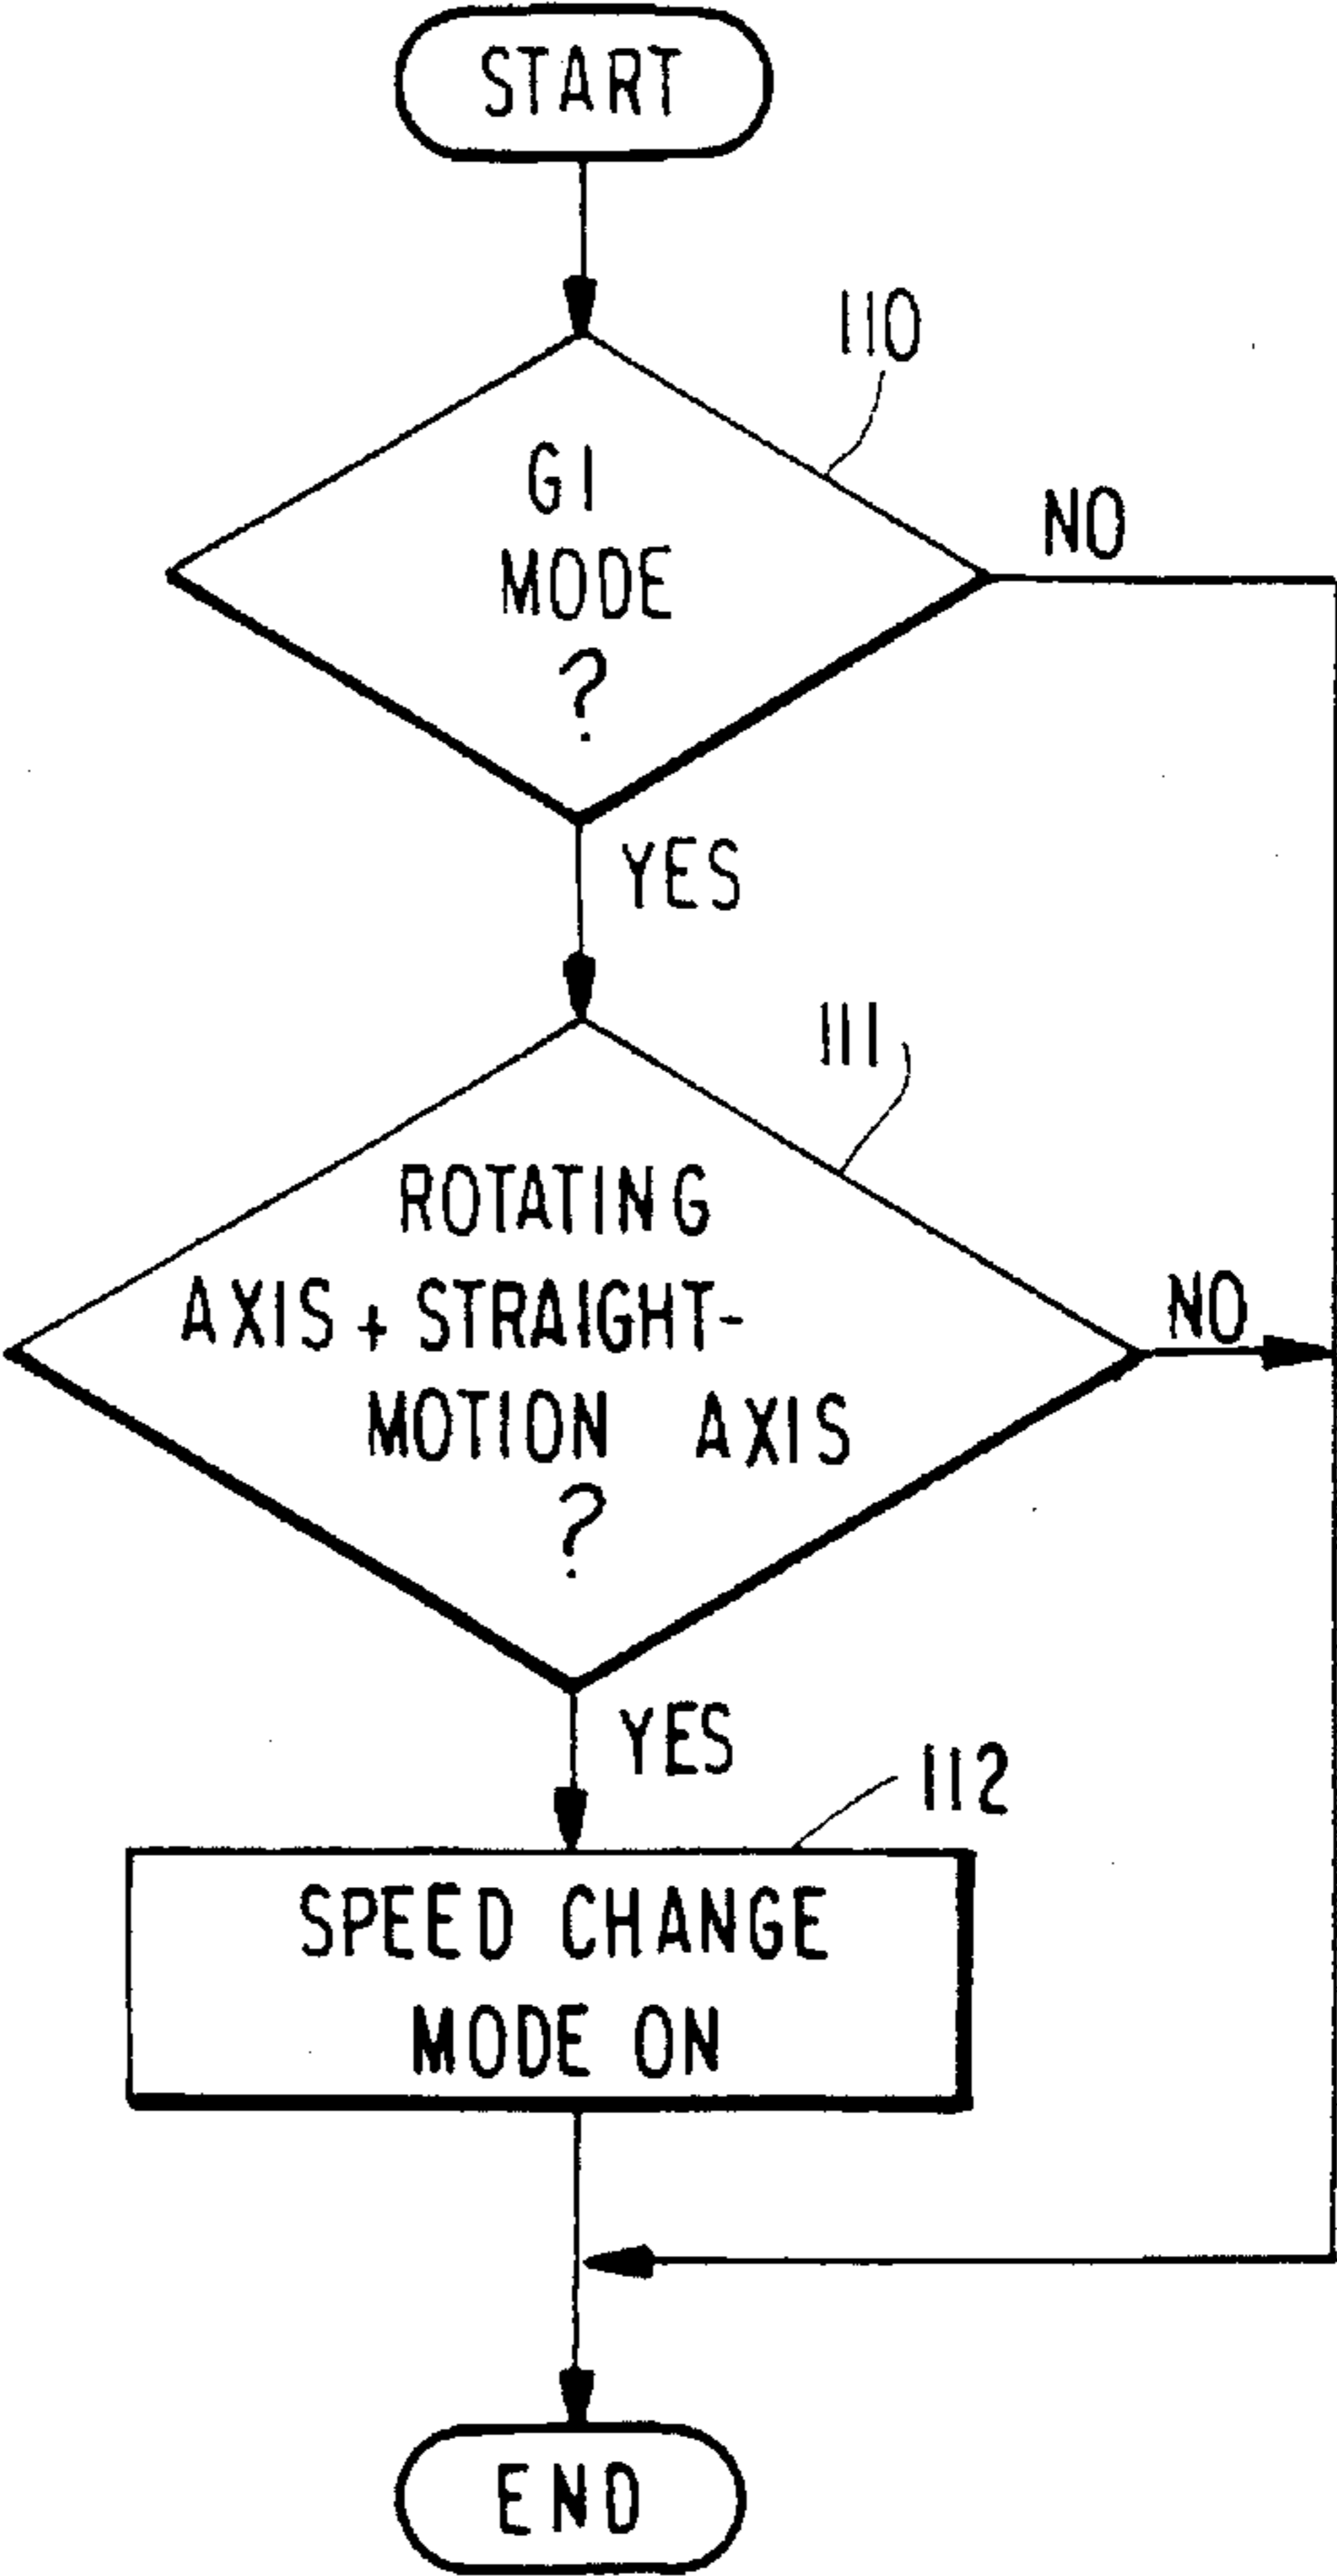 START
110
G1
MODE
?
NO
YES
111
ROTATING
AXIS + STRAIGHT-
MOTION AXIS
?
NO
YES
112
SPEED CHANGE
MODE ON
END